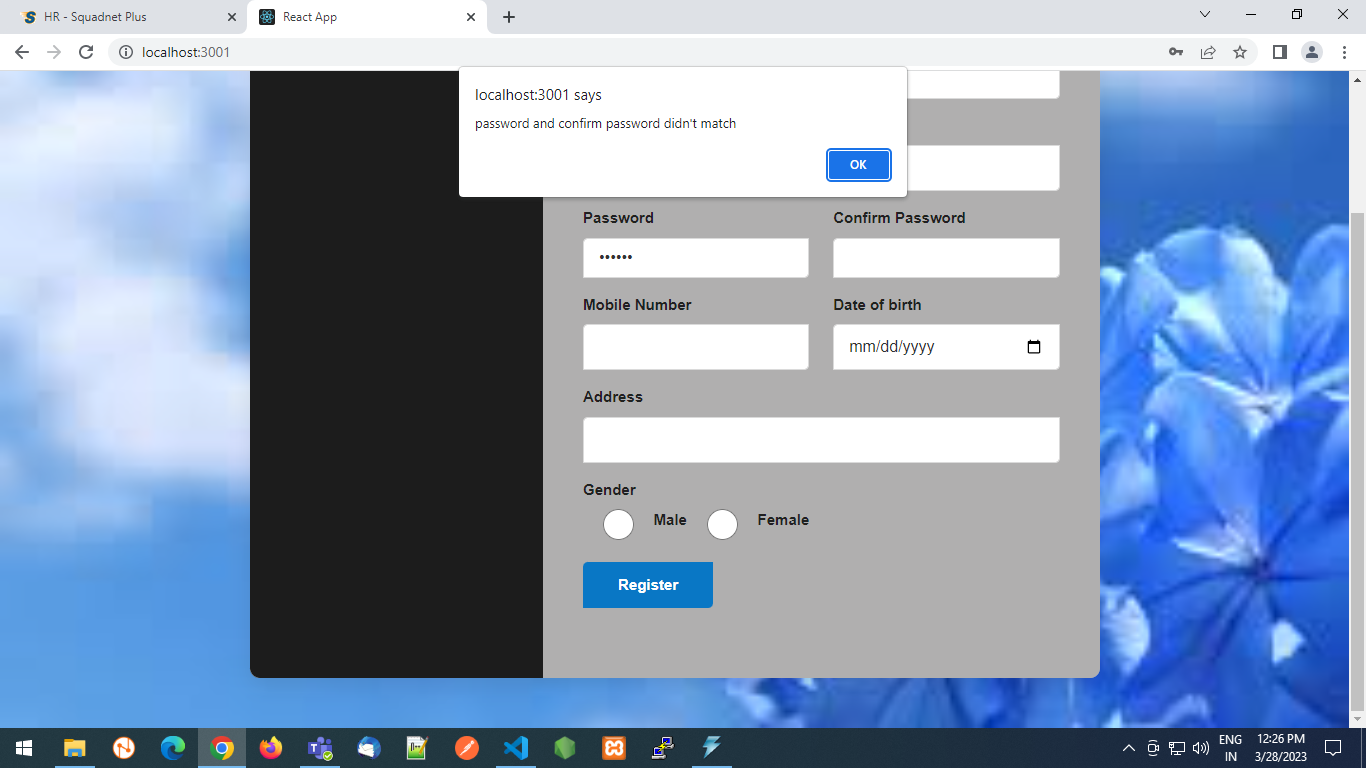 HR - Squadnet Plus
React App
localhost:3001
localhost:3001 says
password and confirm password didn't match
OK
Password
Confirm Password
••••••
Mobile Number
Date of birth
mm/dd/yyyy
Address
Gender
Male
Female
Register
ENG
IN
12:26 PM
3/28/2023